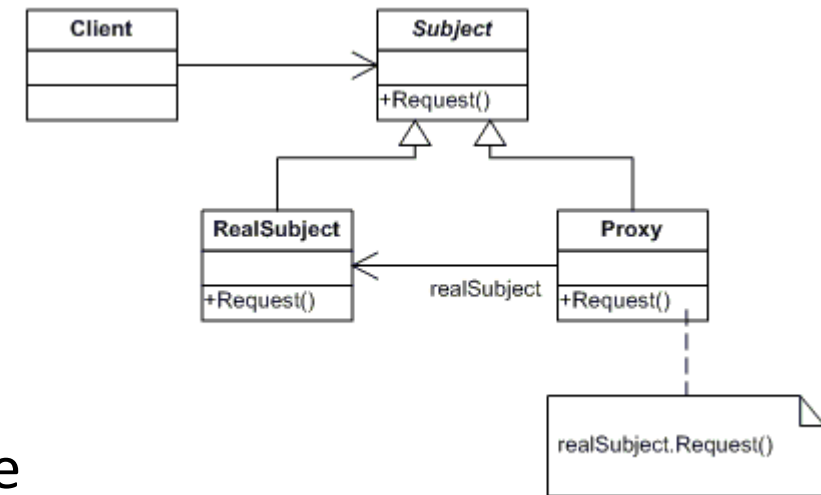 Client
Subject
+Request()
RealSubject
Proxy
+Request()
realSubject
+Request()
realSubject.Request()